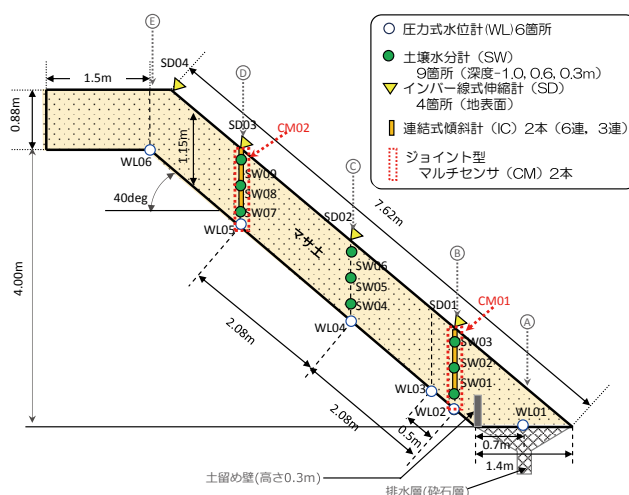 圧力式水位計(WL)6箇所
土壌水分計（SW）
9箇所（深度-1.0, 0.6, 0.3m）
インバー線式伸縮計（SD）
4箇所（地表面）
連結式傾斜計（IC）2本（6連，3連）
ジョイント型
マルチセンサ（CM）2本
E
SD04
1.5m
D
SD03
CM02
0.88m
1.15m
WL06
SW09
SW08
SW07
C
SD02
7.62m
40deg
WL05
マサ土
B
4.00m
SW06
SW05
SW04
SD01
CM01
A
WL04
SW03
SW02
SW01
2.08m
WL03
WL02
WL01
2.08m
0.5m
0.7m
1.4m
土留め壁(高さ0.3m)
排水層(砕石層)